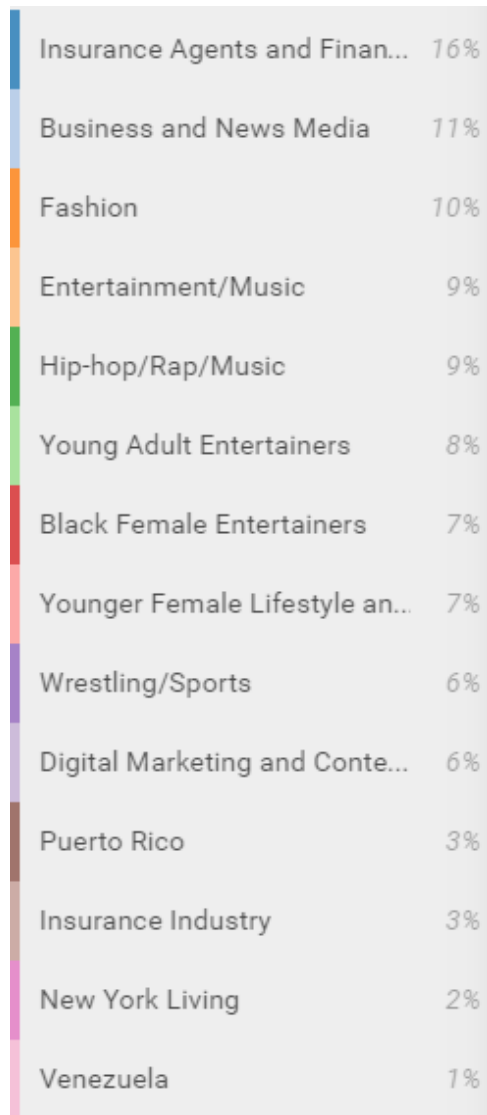 Insurance Agents and Finan... 16%
Business and News Media 11%
Fashion 10%
Entertainment/Music 9%
Hip-hop/Rap/Music 9%
Young Adult Entertainers 8%
Black Female Entertainers 7%
Younger Female Lifestyle an... 7%
Wrestling/Sports 6%
Digital Marketing and Conte... 6%
Puerto Rico 3%
Insurance Industry 3%
New York Living 2%
Venezuela 1%